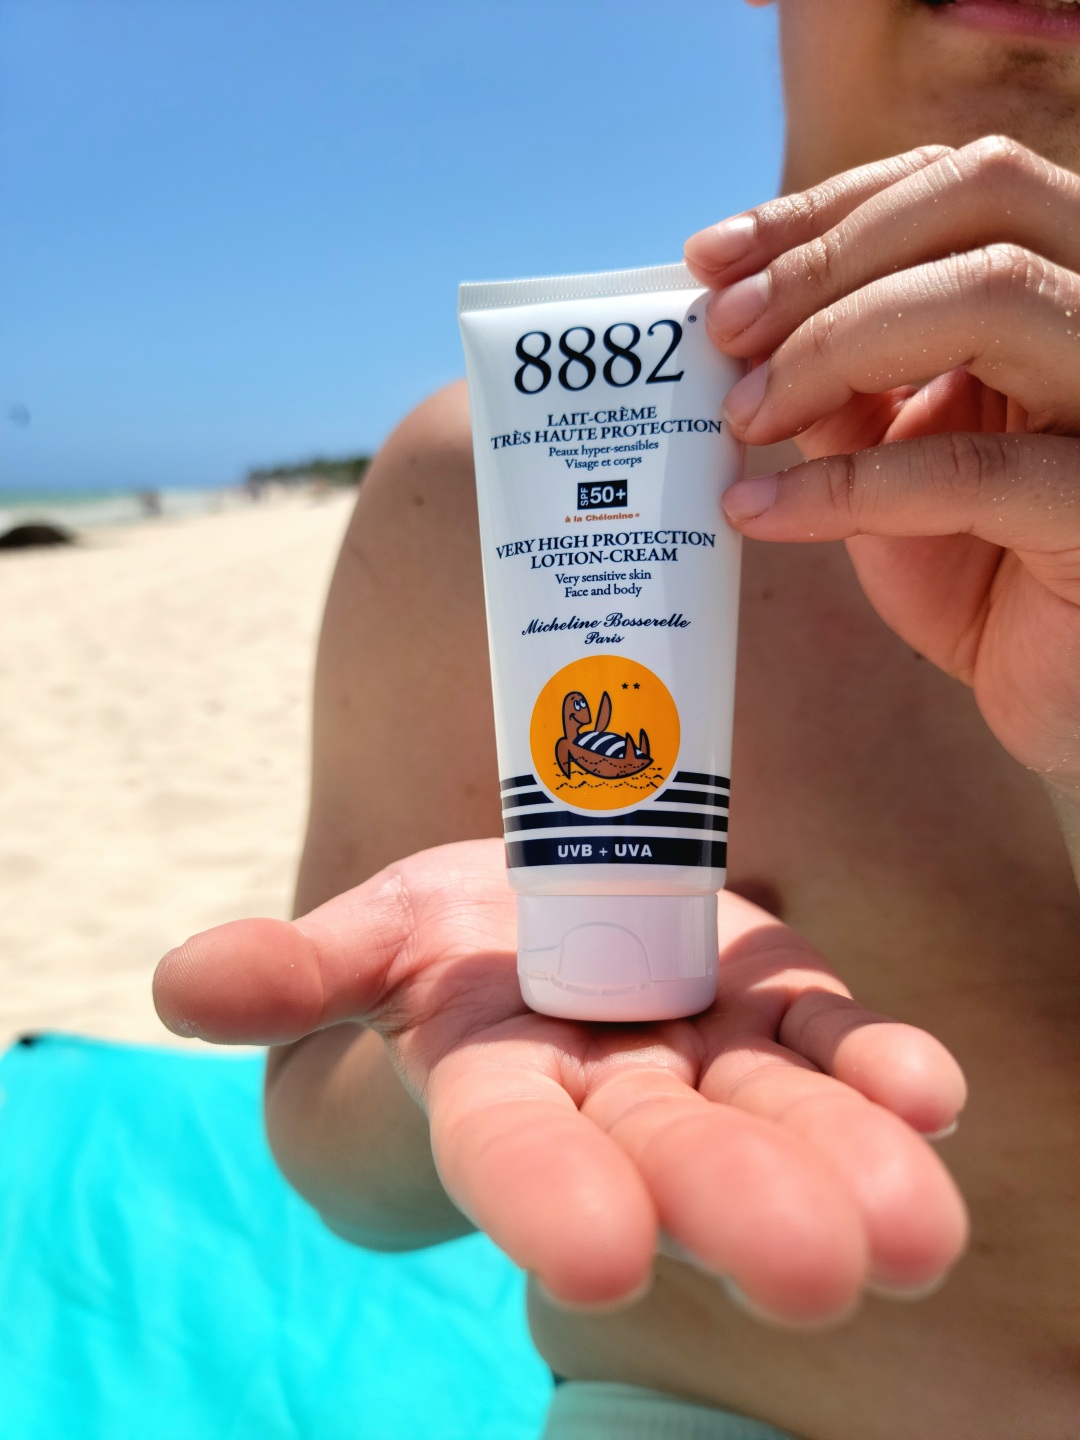 8882®
LAIT-CRÈME
TRÈS HAUTE PROTECTION
Peaux hyper-sensibles
Visage et corps
SPF 50+
à la Chélonine®
VERY HIGH PROTECTION
LOTION-CREAM
Very sensitive skin
Face and body
Micheline Bosserelle
Paris
UVB + UVA